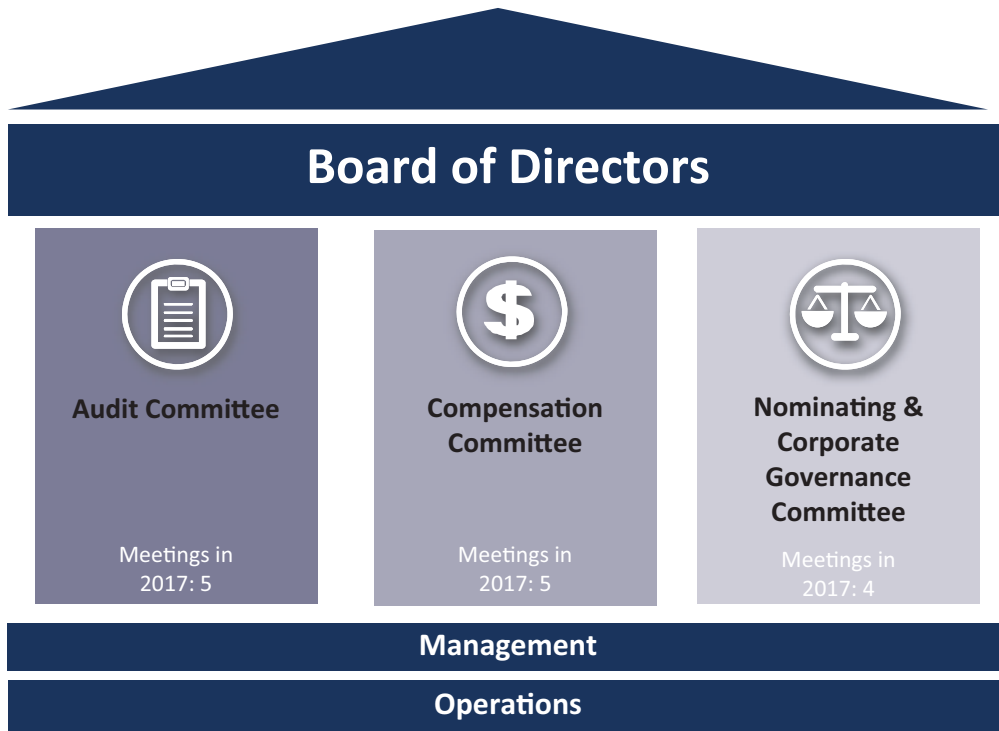 Board of Directors
Audit Committee
Meetings in
2017: 5
Compensation
Committee
Meetings in
2017: 5
Nominating &
Corporate
Governance
Committee
Meetings in
2017: 4
Management
Operations